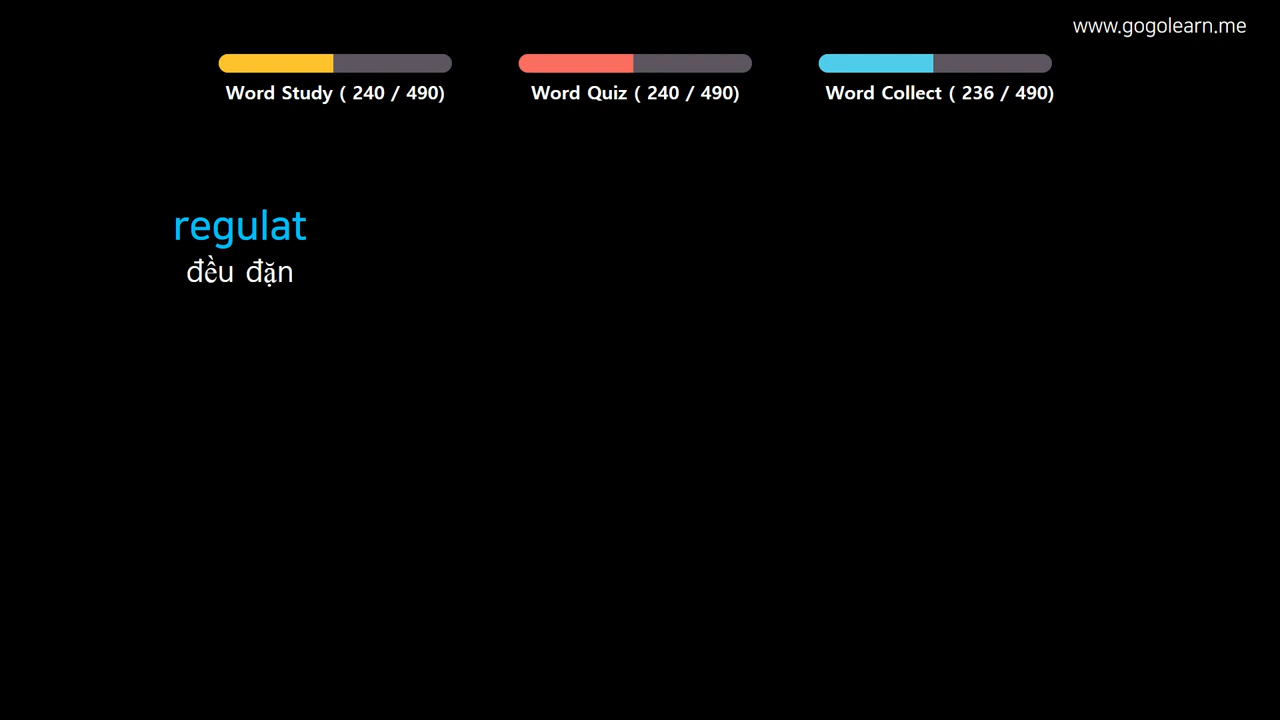 www.gogolearn.me
Word Study ( 240 / 490)
Word Quiz ( 240 / 490)
Word Collect ( 236 / 490)
regulat
đều đặn